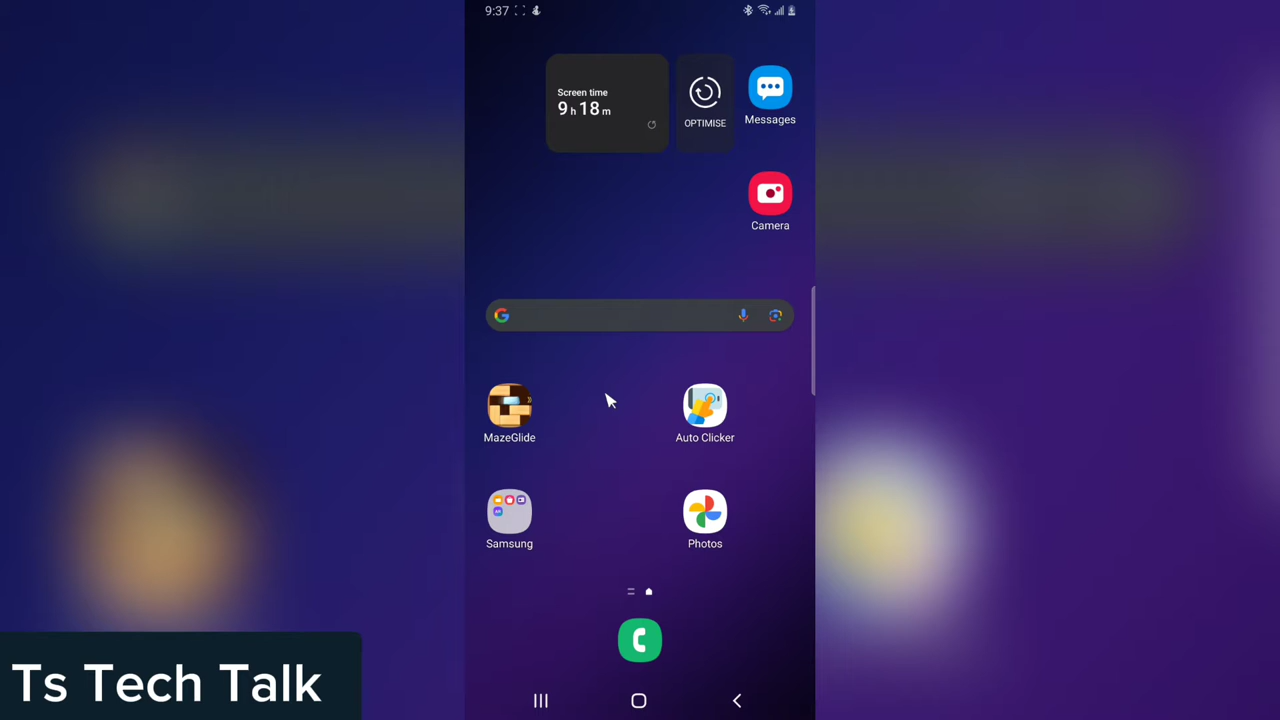 9:37
Screen time
9 h 18 m
OPTIMISE
Messages
Camera
MazeGlide
Auto Clicker
Samsung
Photos
Ts Tech Talk